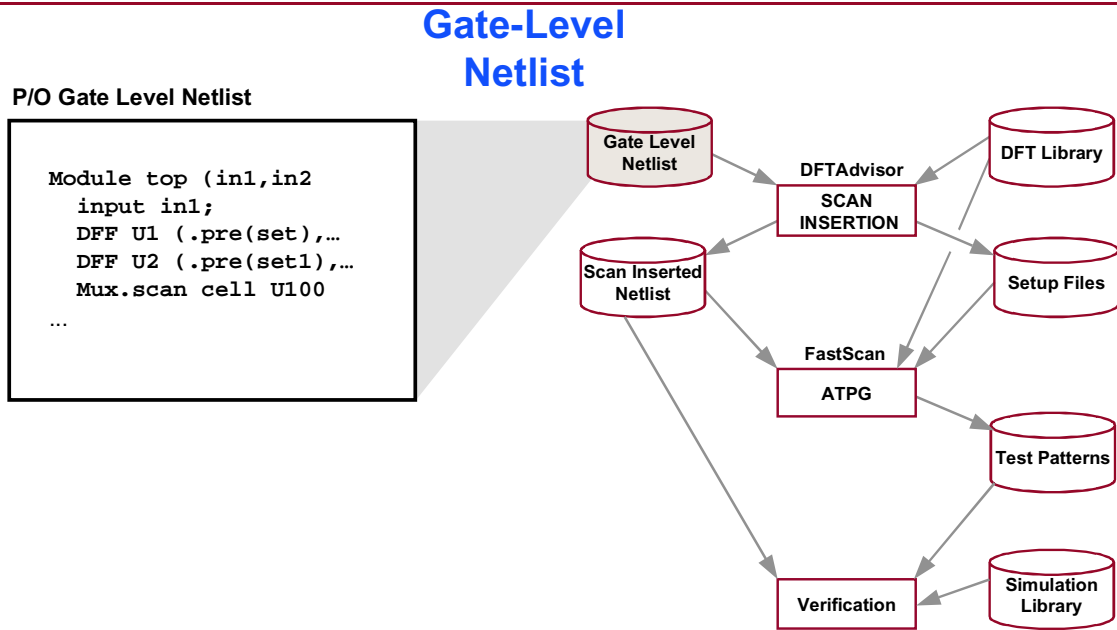 Gate-Level
Netlist
P/O Gate Level Netlist
Module top (in1,in2
input in1;
DFF U1 (.pre(set),…
DFF U2 (.pre(set1),…
Mux.scan cell U100
...
Gate Level
Netlist
DFT Library
DFTAdvisor
SCAN
INSERTION
Scan Inserted
Netlist
Setup Files
FastScan
ATPG
Test Patterns
Verification
Simulation
Library